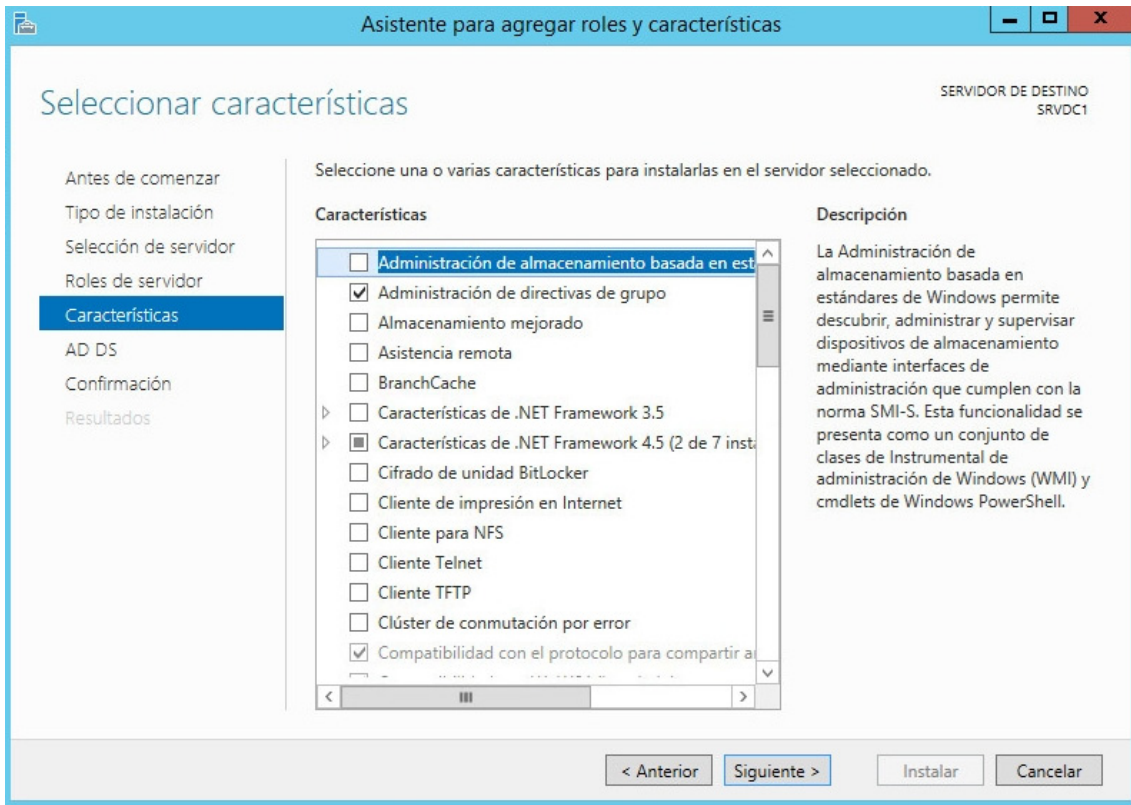 Asistente para agregar roles y características
Seleccionar características
SERVIDOR DE DESTINO
SRVDC1
Antes de comenzar
Tipo de instalación
Selección de servidor
Roles de servidor
Características
AD DS
Confirmación
Resultados
Seleccione una o varias características para instalarlas en el servidor seleccionado.
Características
Administración de almacenamiento basada en est
Administración de directivas de grupo
Almacenamiento mejorado
Asistencia remota
BranchCache
Características de .NET Framework 3.5
Características de .NET Framework 4.5 (2 de 7 insta
Cifrado de unidad BitLocker
Cliente de impresión en Internet
Cliente para NFS
Cliente Telnet
Cliente TFTP
Clúster de conmutación por error
Compatibilidad con el protocolo para compartir a
Descripción
La Administración de
almacenamiento basada en
estándares de Windows permite
descubrir, administrar y supervisar
dispositivos de almacenamiento
mediante interfaces de
administración que cumplen con la
norma SMI-S. Esta funcionalidad se
presenta como un conjunto de
clases de Instrumental de
administración de Windows (WMI) y
cmdlets de Windows PowerShell.
< Anterior
Siguiente >
Instalar
Cancelar